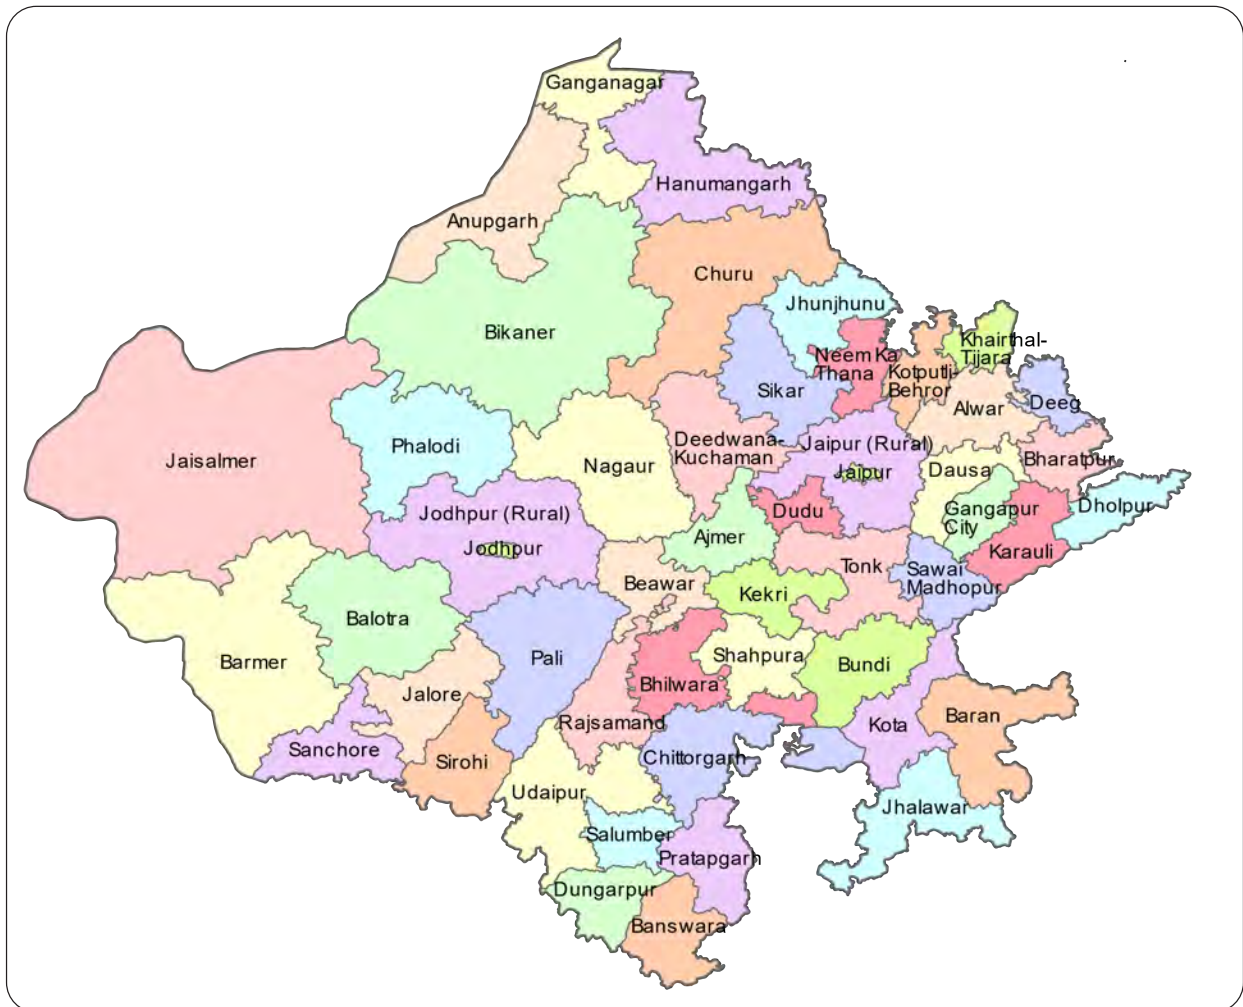 Ganganagar
Hanumangarh
Anupgarh
Churu
Jhunjhunu
Bikaner
Khairthal-
Tijara
Neem Ka
Thana
Kotputli-
Behror
Sikar
Alwar
Deeg
Phalodi
Jaisalmer
Nagaur
Deedwana-
Kuchaman
Jaipur (Rural)
Jaipur
Dausa
Bharatpur
Jodhpur (Rural)
Jodhpur
Dudu
Gangapur
City
Dholpur
Ajmer
Karauli
Beawar
Kekri
Tonk
Sawai
Madhopur
Balotra
Barmer
Pali
Shahpura
Bundi
Bhilwara
Jalore
Rajsamand
Kota
Baran
Sanchore
Sirohi
Chittorgarh
Udaipur
Jhalawar
Salumber
Pratapgarh
Dungarpur
Banswara